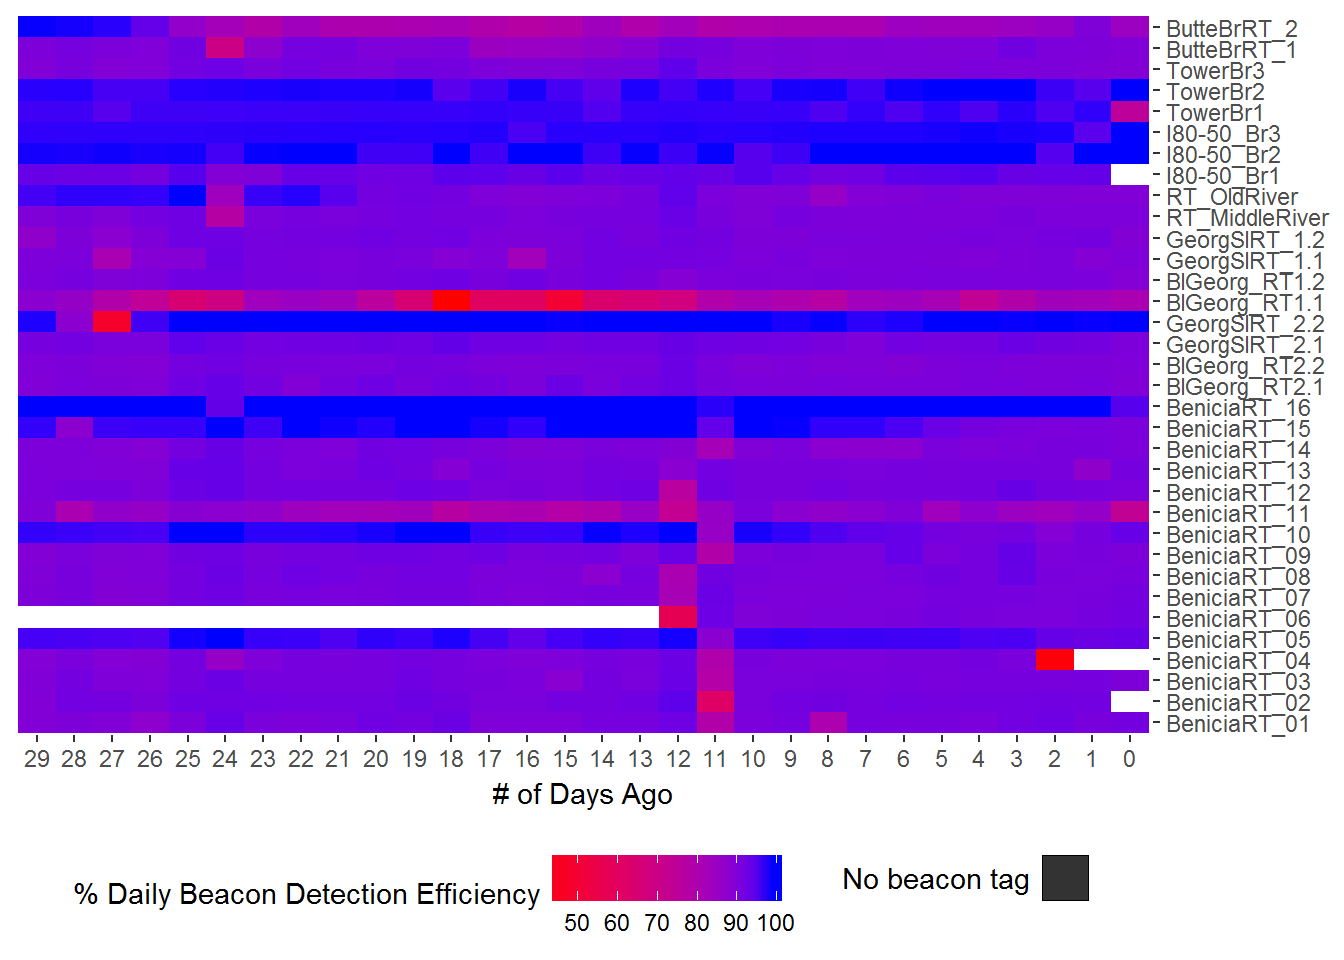 ButteBrRT_2
ButteBrRT_1
TowerBr3
TowerBr2
TowerBr1
I80-50_Br3
I80-50_Br2
I80-50_Br1
RT_OldRiver
RT_MiddleRiver
GeorgSlRT_1.2
GeorgSlRT_1.1
BlGeorg_RT1.2
BlGeorg_RT1.1
GeorgSlRT_2.2
GeorgSlRT_2.1
BlGeorg_RT2.2
BlGeorg_RT2.1
BeniciaRT_16
BeniciaRT_15
BeniciaRT_14
BeniciaRT_13
BeniciaRT_12
BeniciaRT_11
BeniciaRT_10
BeniciaRT_09
BeniciaRT_08
BeniciaRT_07
BeniciaRT_06
BeniciaRT_05
BeniciaRT_04
BeniciaRT_03
BeniciaRT_02
BeniciaRT_01
29 28 27 26 25 24 23 22 21 20 19 18 17 16 15 14 13 12 11 10 9 8 7 6 5 4 3 2 1 0
# of Days Ago
% Daily Beacon Detection Efficiency
50 60 70 80 90 100
No beacon tag